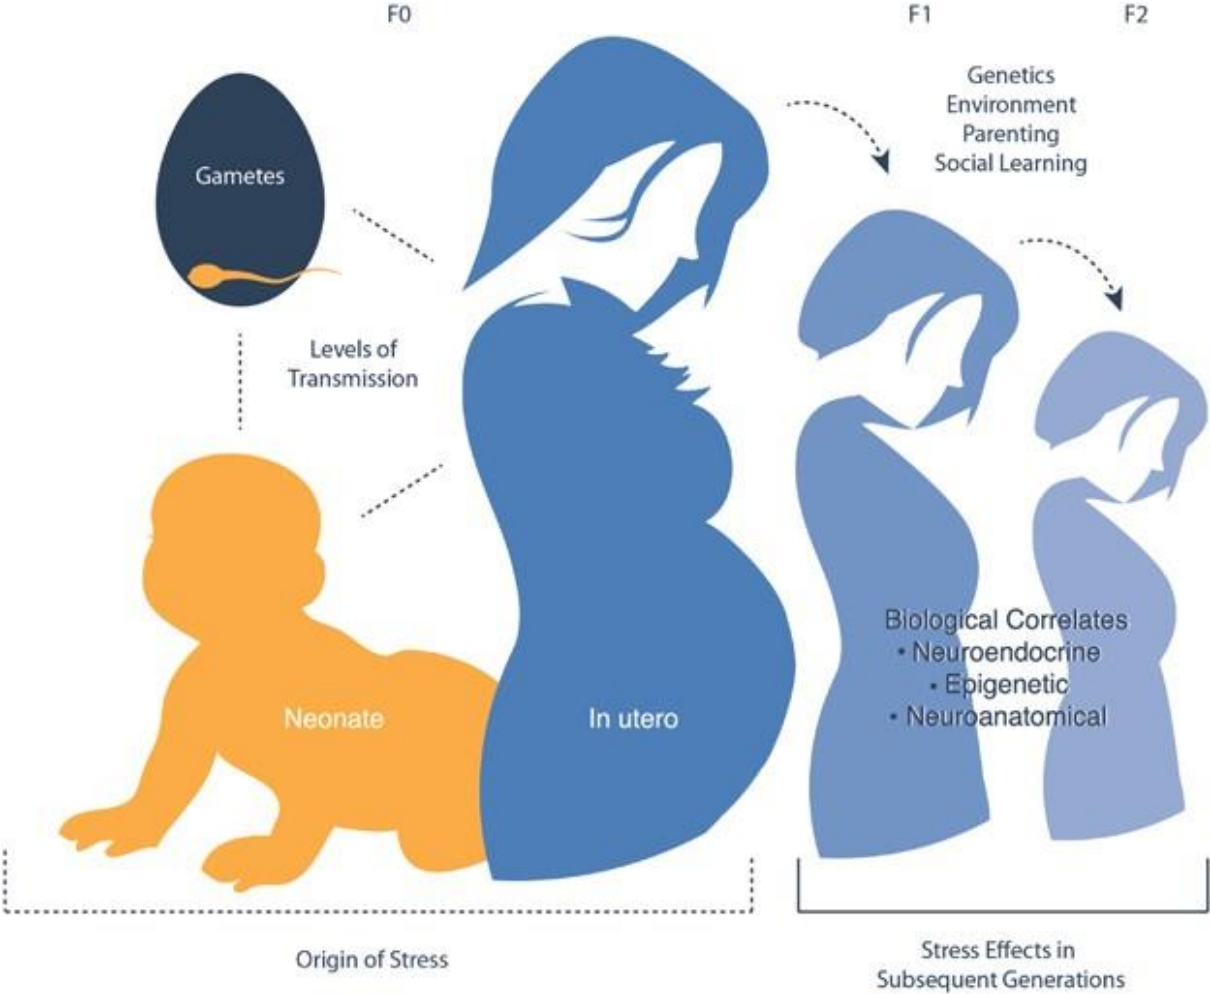 F0
F1
F2
Genetics
Environment
Parenting
Social Learning
Gametes
Levels of
Transmission
Biological Correlates
• Neuroendocrine
• Epigenetic
• Neuroanatomical
Neonate
In utero
Origin of Stress
Stress Effects in
Subsequent Generations